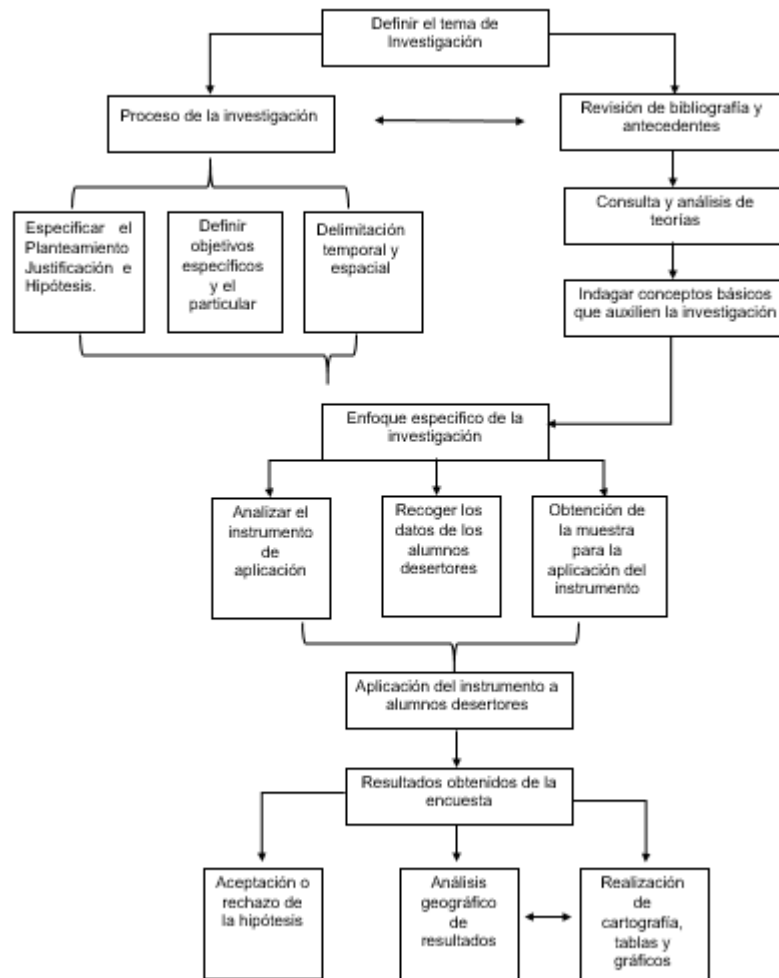 Definir el tema de
Investigación
Proceso de la investigación
Revisión de bibliografía y
antecedentes
Especificar el
Planteamiento
Justificación e
Hipótesis.
Definir
objetivos
específicos
y el
particular
Delimitación
temporal y
espacial
Consulta y análisis de
teorías
Indagar conceptos básicos
que auxilien la investigación
Enfoque especifico de la
investigación
Analizar el
instrumento
de
aplicación
Recoger los
datos de los
alumnos
desertores
Obtención de
la muestra
para la
aplicación del
instrumento
Aplicación del instrumento a
alumnos desertores
Resultados obtenidos de la
encuesta
Aceptación o
rechazo de
la hipótesis
Análisis
geográfico
de
resultados
Realización
de
cartografía,
tablas y
gráficos